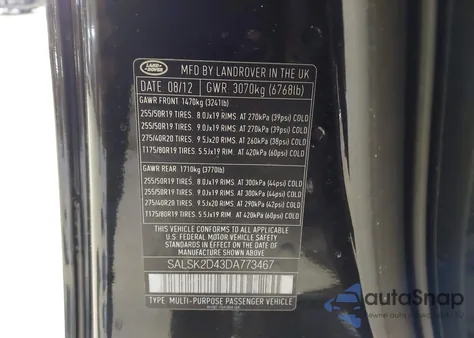 LAND
ROVER
MFD BY LANDROVER IN THE UK
DATE: 08/12 GWR. 3070kg (6768lb)
GAWR FRONT 1470kg (3241lb)
255/50R19 TIRES. 8.0Jx19 RIMS. AT 270kPa (39psi) COLD
255/50R19 TIRES. 9.0Jx19 RIMS. AT 270kPa (39psi) COLD
275/40R20 TIRES. 9.5Jx20 RIMS. AT 260kPa (38psi) COLD
T175/80R19 TIRES. 5.5Jx19 RIMS. AT 420kPa (60psi) COLD
GAWR REAR 1710kg (3770lb)
255/50R19 TIRES. 8.0Jx19 RIMS. AT 300kPa (44psi) COLD
255/50R19 TIRES. 9.0Jx19 RIMS. AT 300kPa (44psi) COLD
275/40R20 TIRES. 9.5Jx20 RIMS. AT 290kPa (42psi) COLD
T175/80R19 TIRES. 5.5Jx19 RIMS. AT 420kPa (60psi) COLD
THIS VEHICLE CONFORMS TO ALL APPLICABLE
U.S. FEDERAL MOTOR VEHICLE SAFETY STANDARDS
IN EFFECT ON THE DATE OF
MANUFACTURE SHOWN ABOVE
SALSK2D43DA773467
TYPE: MULTI-PURPOSE PASSENGER VEHICLE
autoSnap